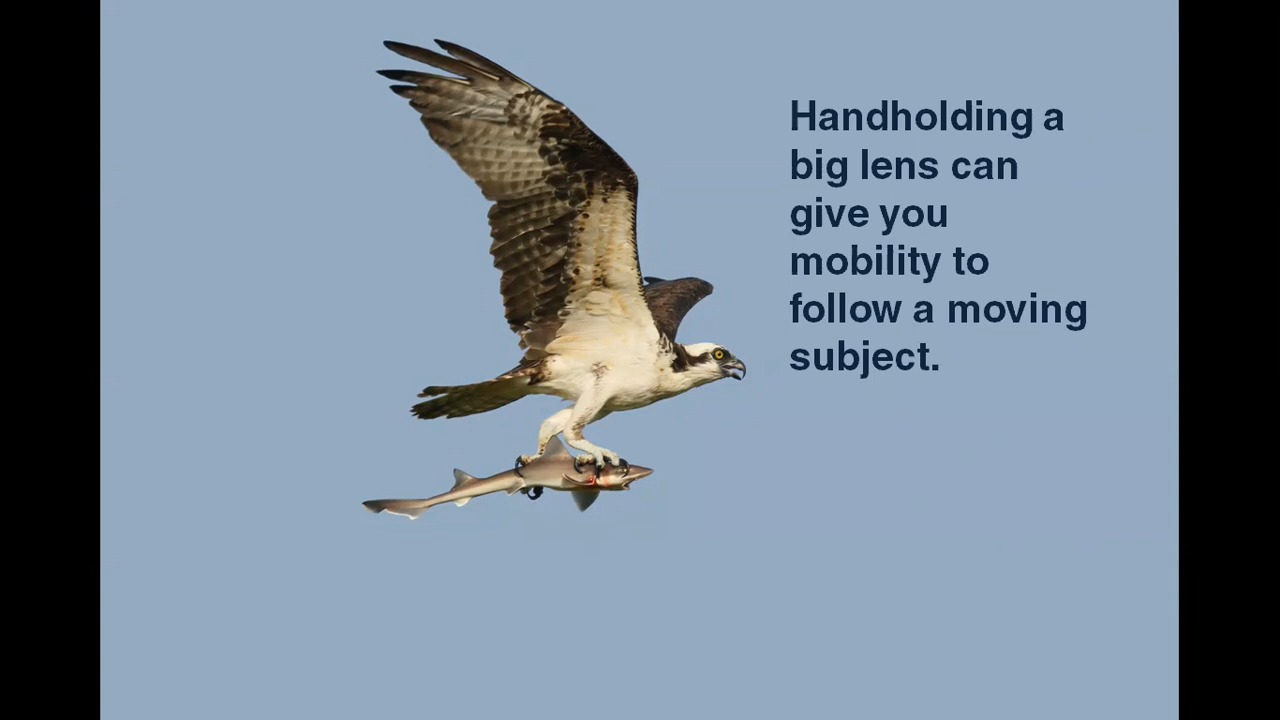 Handholding a
big lens can
give you
mobility to
follow a moving
subject.